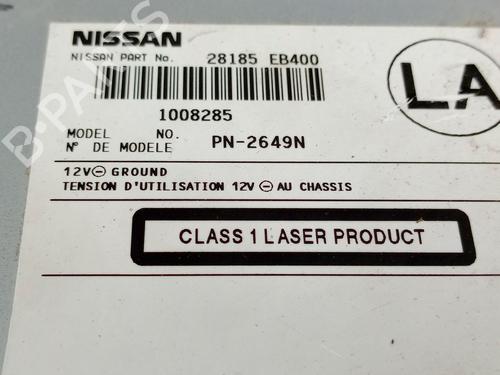 NISSAN
NISSAN PART No. 28185 EB400
LA
1008285
MODEL NO.
N° DE MODELE PN-2649N
12V⊖ GROUND
TENSION D'UTILISATION 12V ⊖ AU CHASSIS
CLASS 1 LASER PRODUCT
B-PARTS